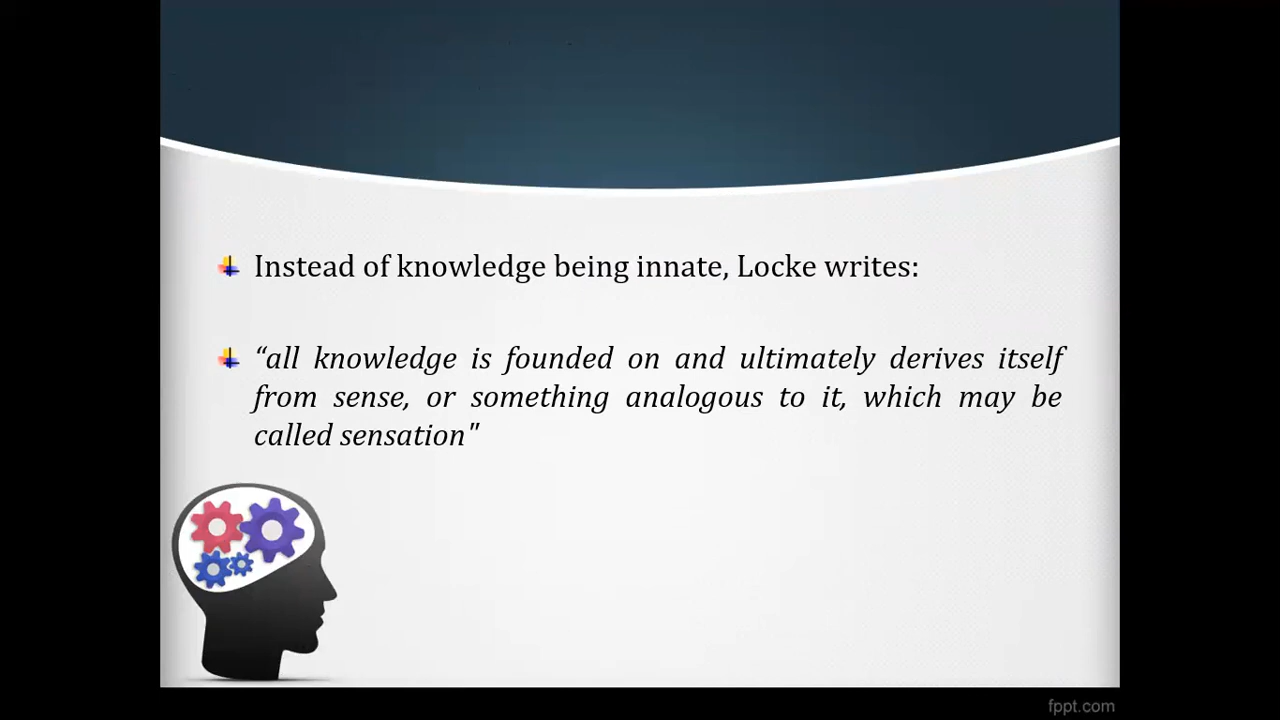 Instead of knowledge being innate, Locke writes:
“all knowledge is founded on and ultimately derives itself
from sense, or something analogous to it, which may be
called sensation"
fppt.com